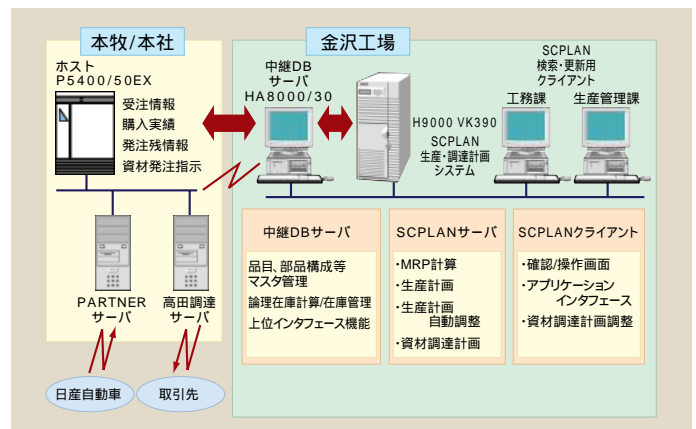 本牧/本社
ホスト
P5400/50EX
受注情報
購入実績
発注残情報
資材発注指示
PARTNER
サーバ
高田調達
サーバ
日産自動車
取引先
金沢工場
中継DB
サーバ
HA8000/30
H9000 VK390
SCPLAN
生産・調達計画
システム
SCPLAN
検索・更新用
クライアント
工務課
生産管理課
中継DBサーバ
品目、部品構成等
マスタ管理
論理在庫計算/在庫管理
上位インタフェース機能
SCPLANサーバ
・MRP計算
・生産計画
・生産計画
自動調整
・資材調達計画
SCPLANクライアント
・確認/操作画面
・アプリケーション
インタフェース
・資材調達計画調整